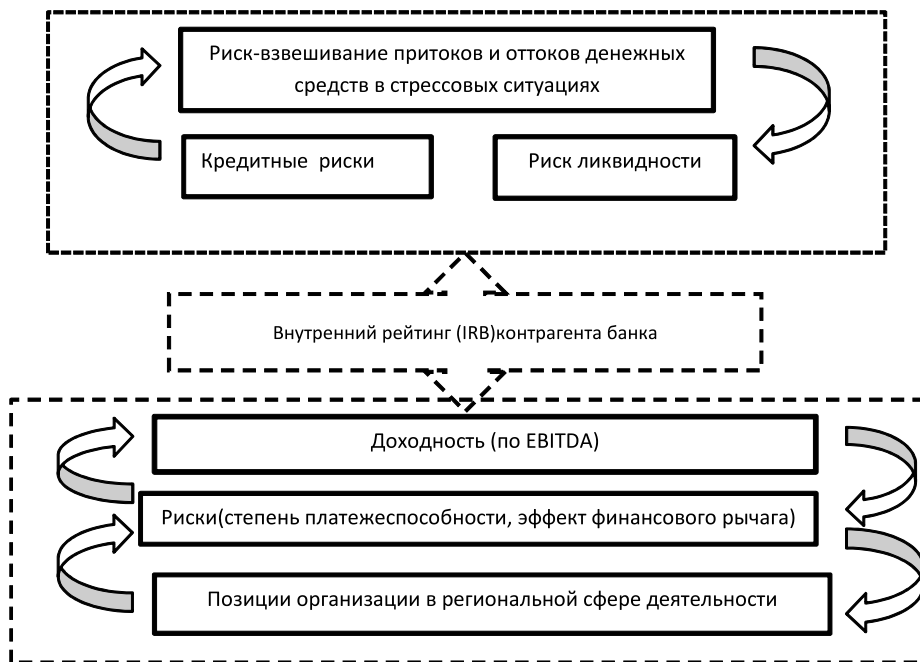 Риск-взвешивание притоков и оттоков денежных
средств в стрессовых ситуациях
Кредитные риски
Риск ликвидности
Внутренний рейтинг (IRB)контрагента банка
Доходность (по EBITDA)
Риски(степень платежеспособности, эффект финансового рычага)
Позиции организации в региональной сфере деятельности